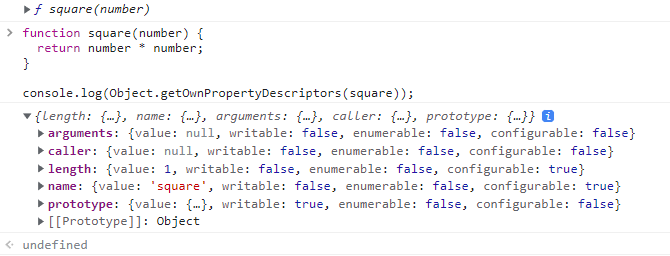 ▶ ƒ square(number)
> function square(number) {
  return number * number;
}
console.log(Object.getOwnPropertyDescriptors(square));
▼ {length: {…}, name: {…}, arguments: {…}, caller: {…}, prototype: {…}} i
▶ arguments: {value: null, writable: false, enumerable: false, configurable: false}
▶ caller: {value: null, writable: false, enumerable: false, configurable: false}
▶ length: {value: 1, writable: false, enumerable: false, configurable: true}
▶ name: {value: 'square', writable: false, enumerable: false, configurable: true}
▶ prototype: {value: {…}, writable: true, enumerable: false, configurable: false}
▶ [[Prototype]]: Object
undefined